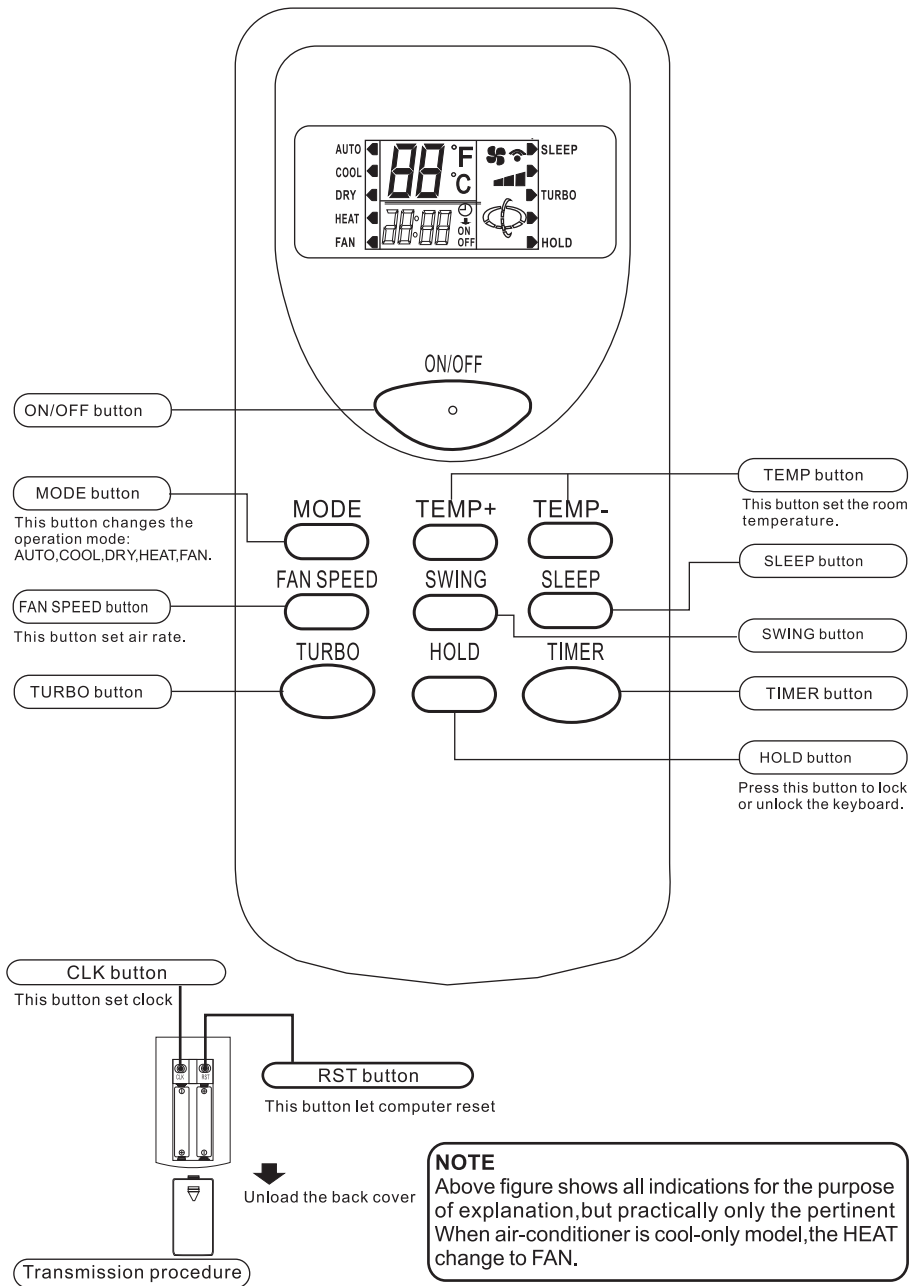 AUTO
COOL
DRY
HEAT
FAN
88 °F
°C
28:88
ON
OFF
SLEEP
TURBO
HOLD
ON/OFF
ON/OFF button
MODE button
This button changes the
operation mode:
AUTO,COOL,DRY,HEAT,FAN.
FAN SPEED button
This button set air rate.
TURBO button
MODE TEMP+ TEMP-
FAN SPEED SWING SLEEP
TURBO HOLD TIMER
TEMP button
This button set the room
temperature.
SLEEP button
SWING button
TIMER button
HOLD button
Press this button to lock
or unlock the keyboard.
CLK button
This button set clock
CLK RST
RST button
This button let computer reset
Unload the back cover
Transmission procedure
NOTE
Above figure shows all indications for the purpose
of explanation,but practically only the pertinent
When air-conditioner is cool-only model,the HEAT
change to FAN.